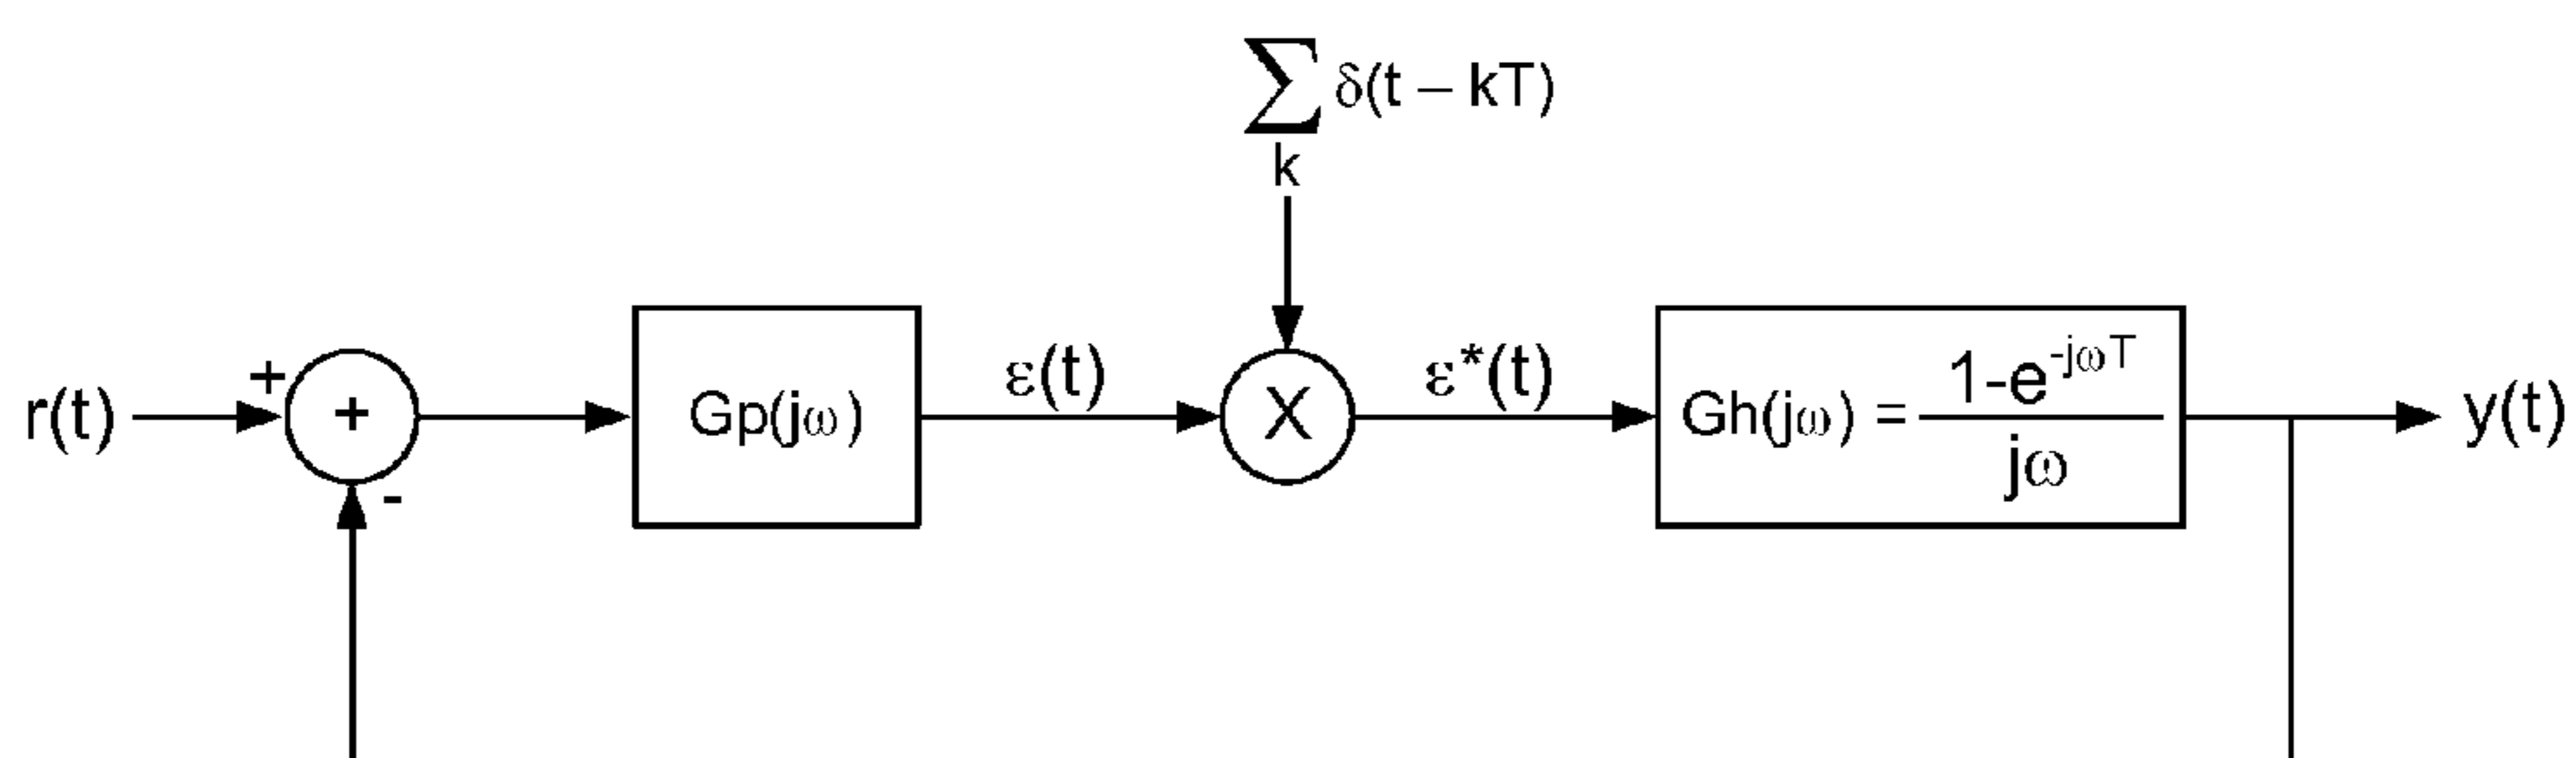 ∑ δ(t – kT)
k
r(t) + + - Gp(jω) ε(t) X ε*(t) Gh(jω) = 1-e^-jωT / jω y(t)